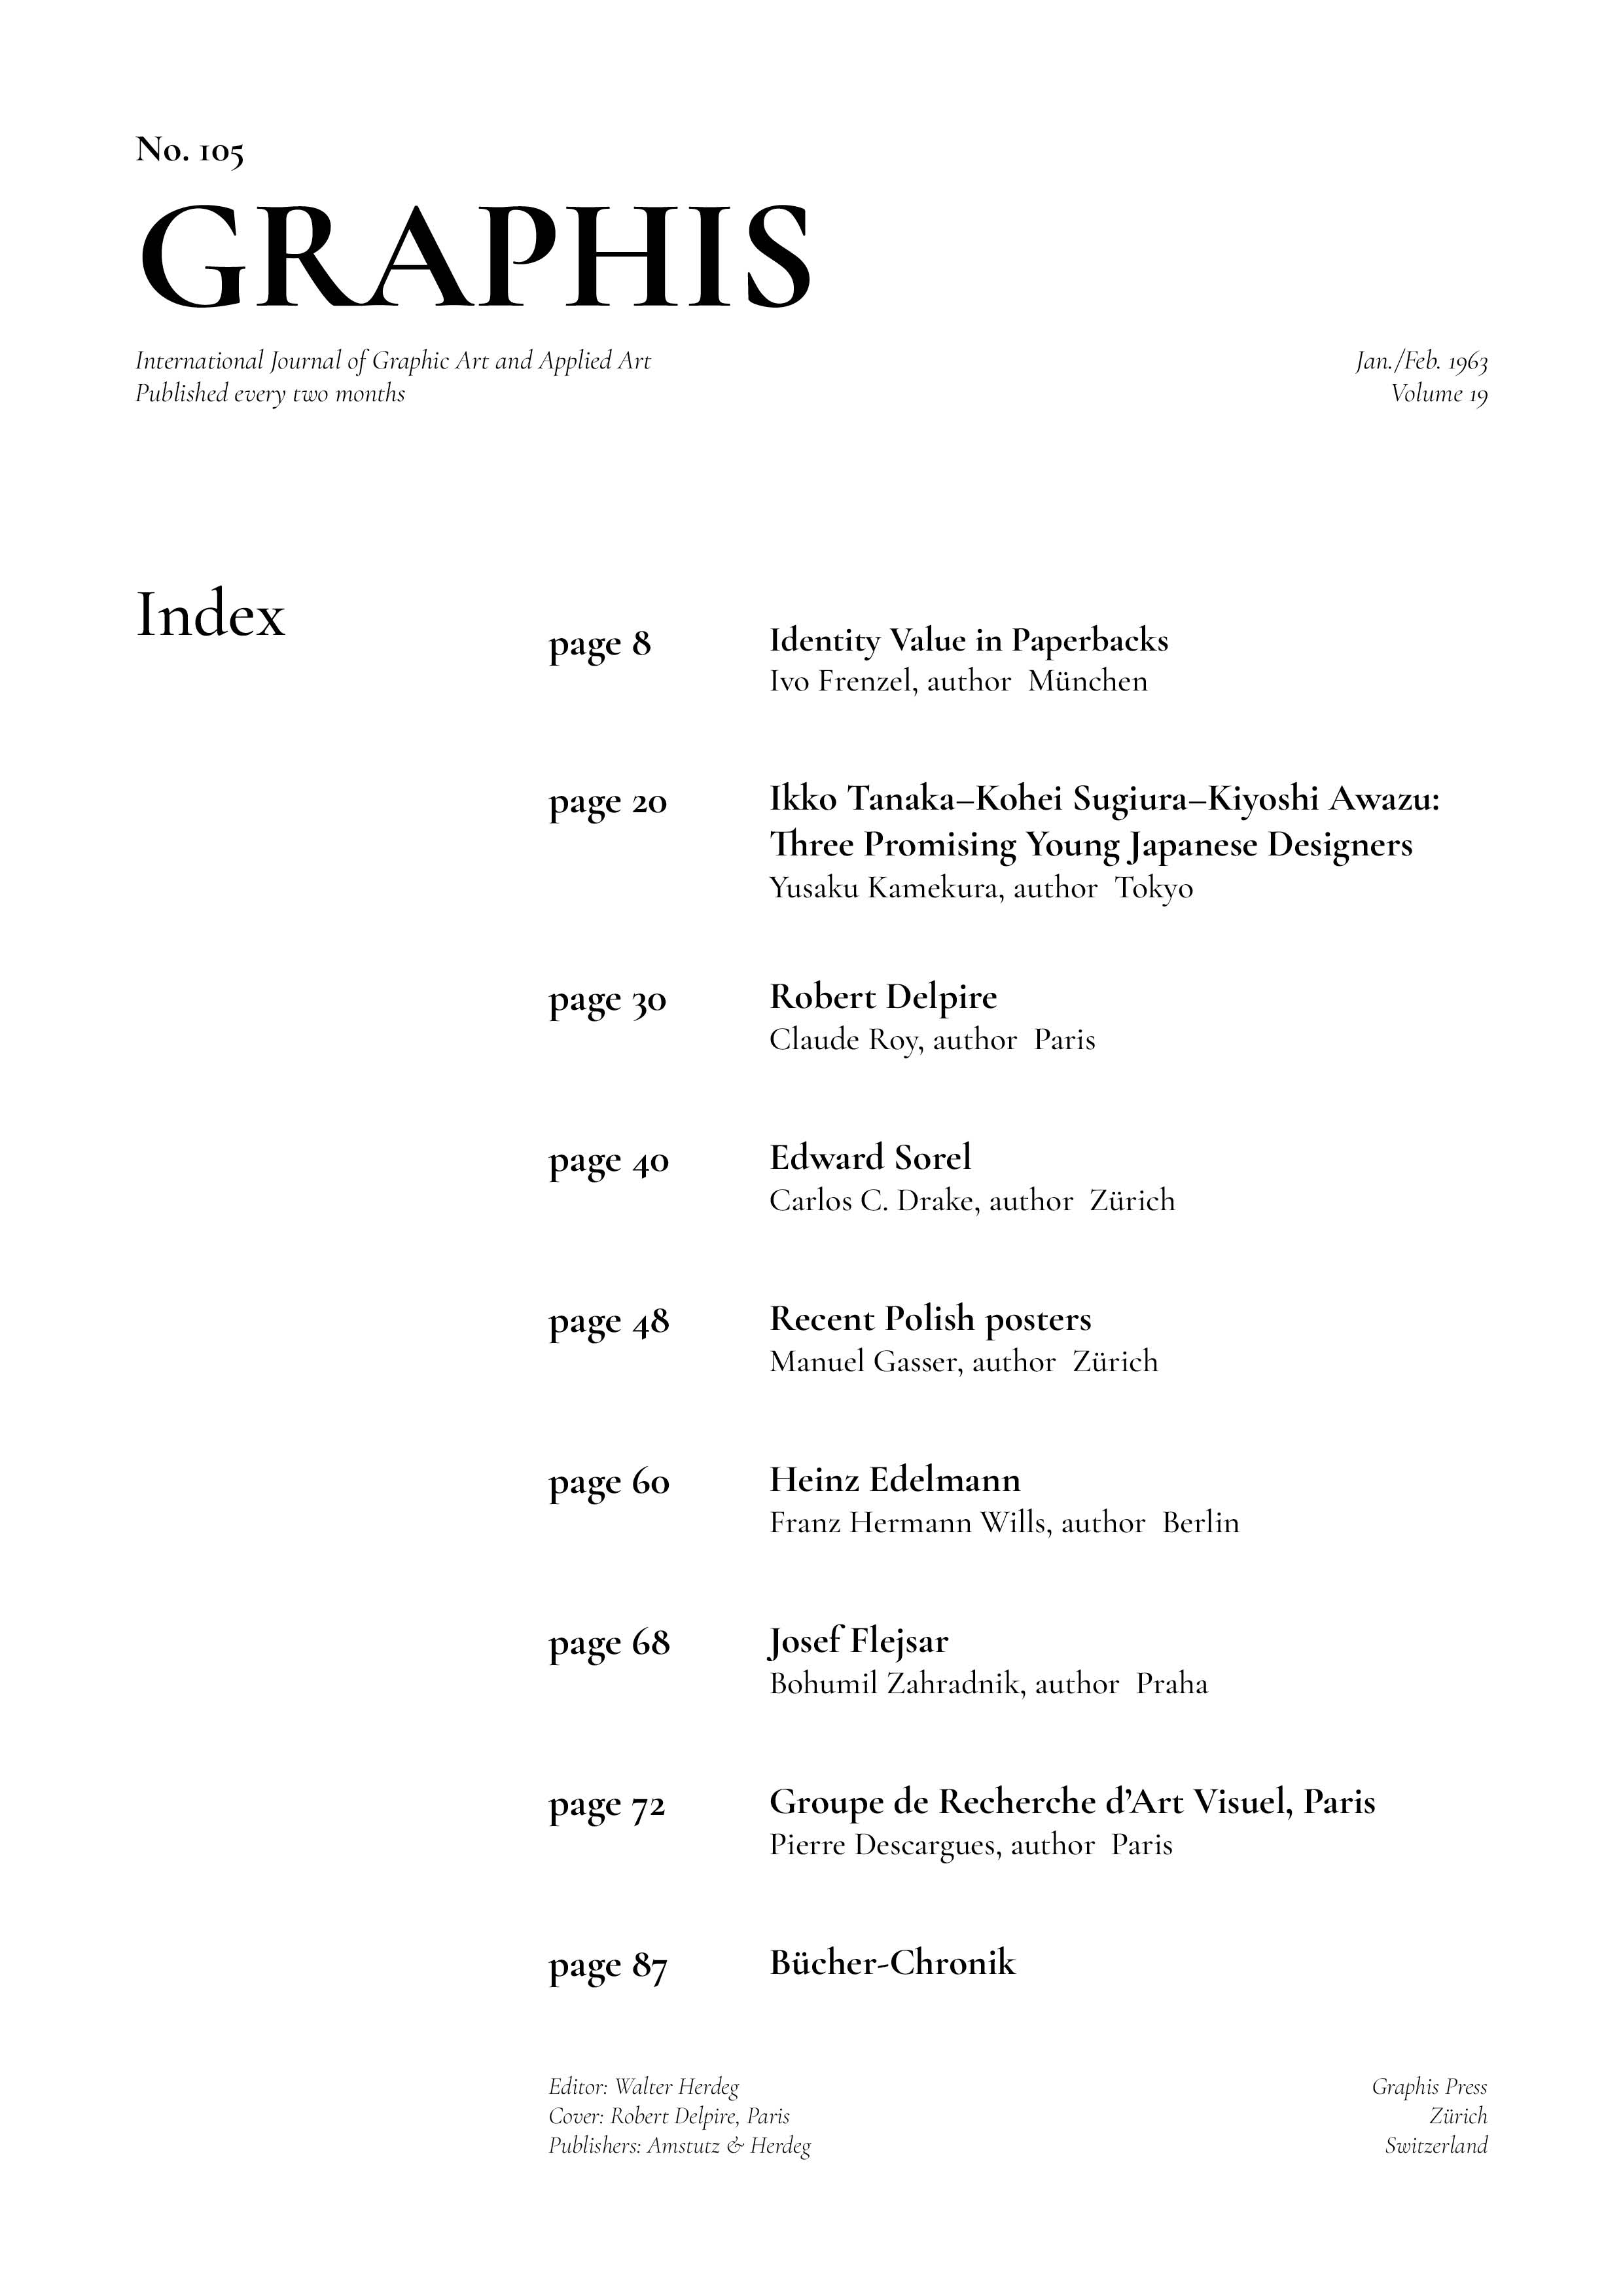 No. 105
GRAPHIS
International Journal of Graphic Art and Applied Art
Published every two months
Jan./Feb. 1963
Volume 19
Index
page 8
Identity Value in Paperbacks
Ivo Frenzel, author  München
page 20
Ikko Tanaka–Kohei Sugiura–Kiyoshi Awazu:
Three Promising Young Japanese Designers
Yusaku Kamekura, author  Tokyo
page 30
Robert Delpire
Claude Roy, author  Paris
page 40
Edward Sorel
Carlos C. Drake, author  Zürich
page 48
Recent Polish posters
Manuel Gasser, author  Zürich
page 60
Heinz Edelmann
Franz Hermann Wills, author  Berlin
page 68
Josef Flejsar
Bohumil Zahradnik, author  Praha
page 72
Groupe de Recherche d’Art Visuel, Paris
Pierre Descargues, author  Paris
page 87
Bücher-Chronik
Editor: Walter Herdeg
Cover: Robert Delpire, Paris
Publishers: Amstutz & Herdeg
Graphis Press
Zürich
Switzerland